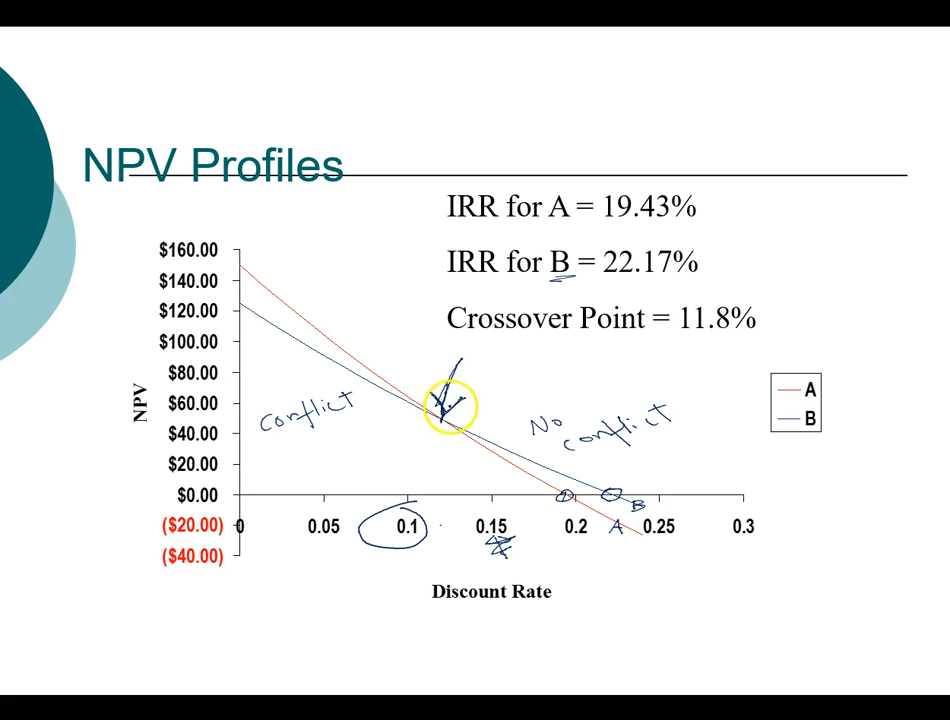 NPV Profiles
IRR for A = 19.43%
IRR for B = 22.17%
Crossover Point = 11.8%
$160.00
$140.00
$120.00
$100.00
$80.00
$60.00
$40.00
$20.00
$0.00
($20.00)
($40.00)
NPV
Conflict
No conflict
A
B
B
A
0 0.05 0.1 0.15 0.2 0.25 0.3
Discount Rate